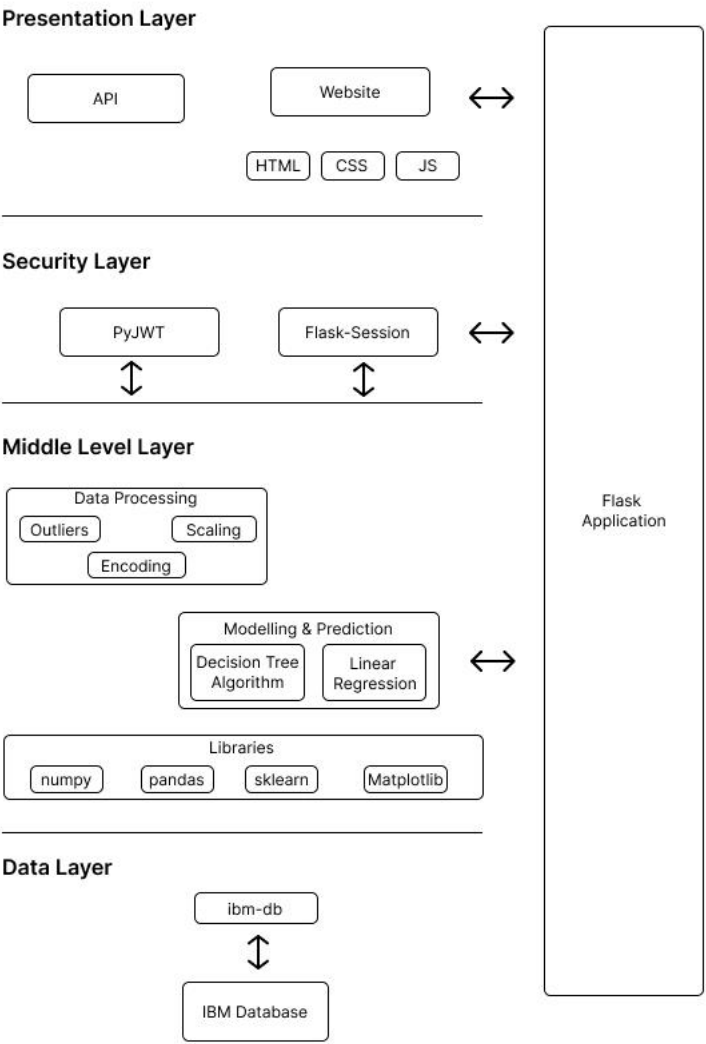 Presentation Layer
API
Website
HTML
CSS
JS
Security Layer
PyJWT
Flask-Session
Middle Level Layer
Data Processing
Outliers
Scaling
Encoding
Modelling & Prediction
Decision Tree
Algorithm
Linear
Regression
Libraries
numpy
pandas
sklearn
Matplotlib
Data Layer
ibm-db
IBM Database
Flask
Application